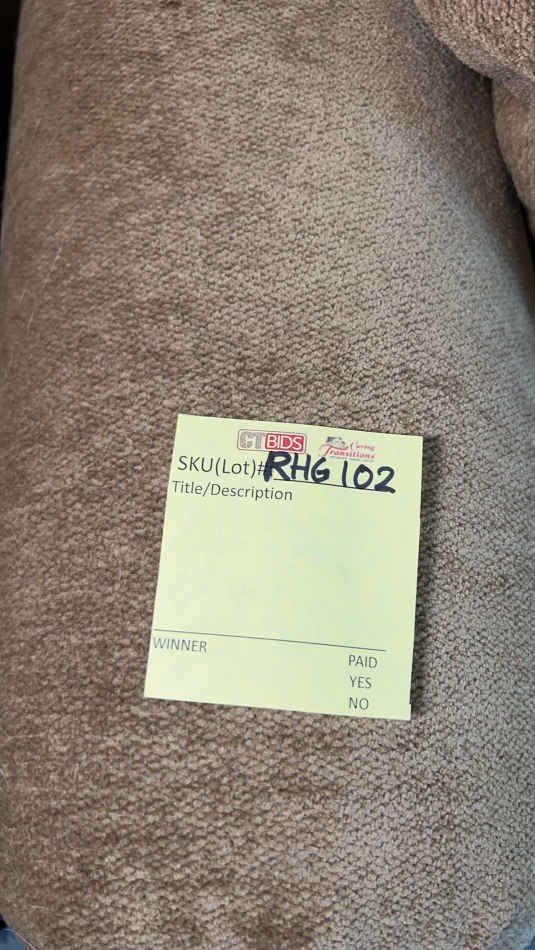 CTBIDS Caring Transitions
SKU(Lot)#RHG 102
Title/Description
WINNER
PAID
YES
NO